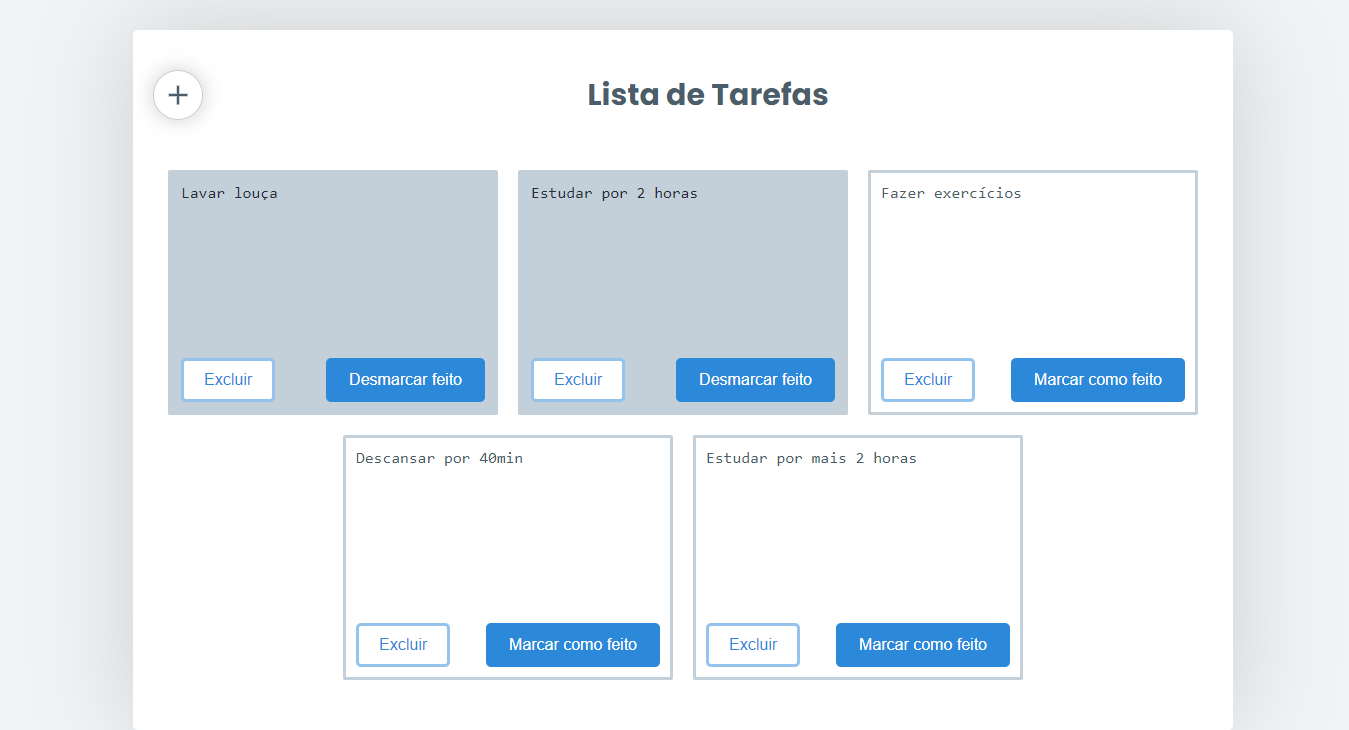 Lista de Tarefas
Lavar louça
Excluir
Desmarcar feito
Estudar por 2 horas
Excluir
Desmarcar feito
Fazer exercícios
Excluir
Marcar como feito
Descansar por 40min
Excluir
Marcar como feito
Estudar por mais 2 horas
Excluir
Marcar como feito